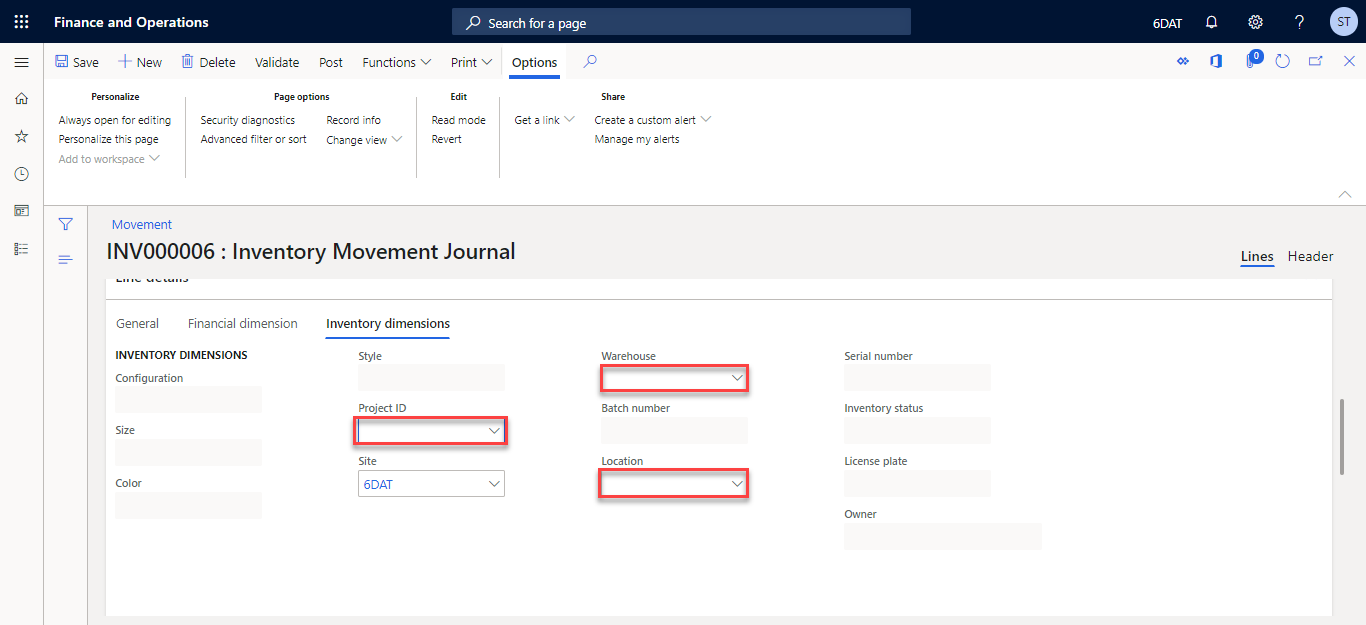 Finance and Operations
Search for a page
6DAT
ST
Save
New
Delete
Validate
Post
Functions
Print
Options
0
Personalize
Always open for editing
Personalize this page
Add to workspace
Page options
Security diagnostics
Advanced filter or sort
Record info
Change view
Edit
Read mode
Revert
Get a link
Share
Create a custom alert
Manage my alerts
Movement
INV000006 : Inventory Movement Journal
Lines
Header
Line details
General
Financial dimension
Inventory dimensions
INVENTORY DIMENSIONS
Configuration
Size
Color
Style
Project ID
Site
6DAT
Warehouse
Batch number
Location
Serial number
Inventory status
License plate
Owner